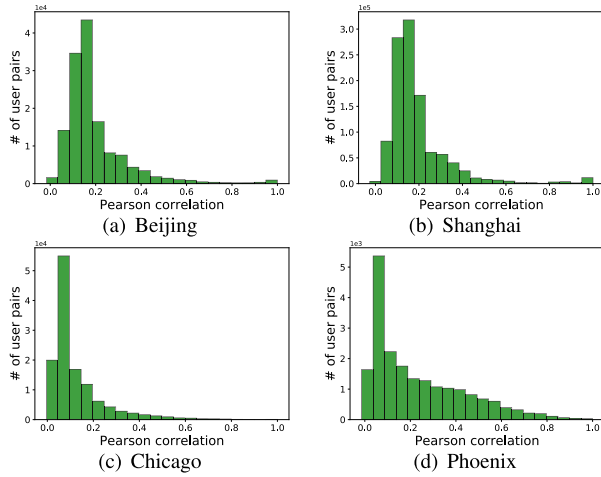 1e4
# of user pairs
4
3
2
1
0
0.0 0.2 0.4 0.6 0.8 1.0
Pearson correlation
(a) Beijing
1e5
# of user pairs
3.0
2.5
2.0
1.5
1.0
0.5
0.0
0.0 0.2 0.4 0.6 0.8 1.0
Pearson correlation
(b) Shanghai
1e4
# of user pairs
5
4
3
2
1
0
0.0 0.2 0.4 0.6 0.8 1.0
Pearson correlation
(c) Chicago
1e3
# of user pairs
5
4
3
2
1
0
0.0 0.2 0.4 0.6 0.8 1.0
Pearson correlation
(d) Phoenix